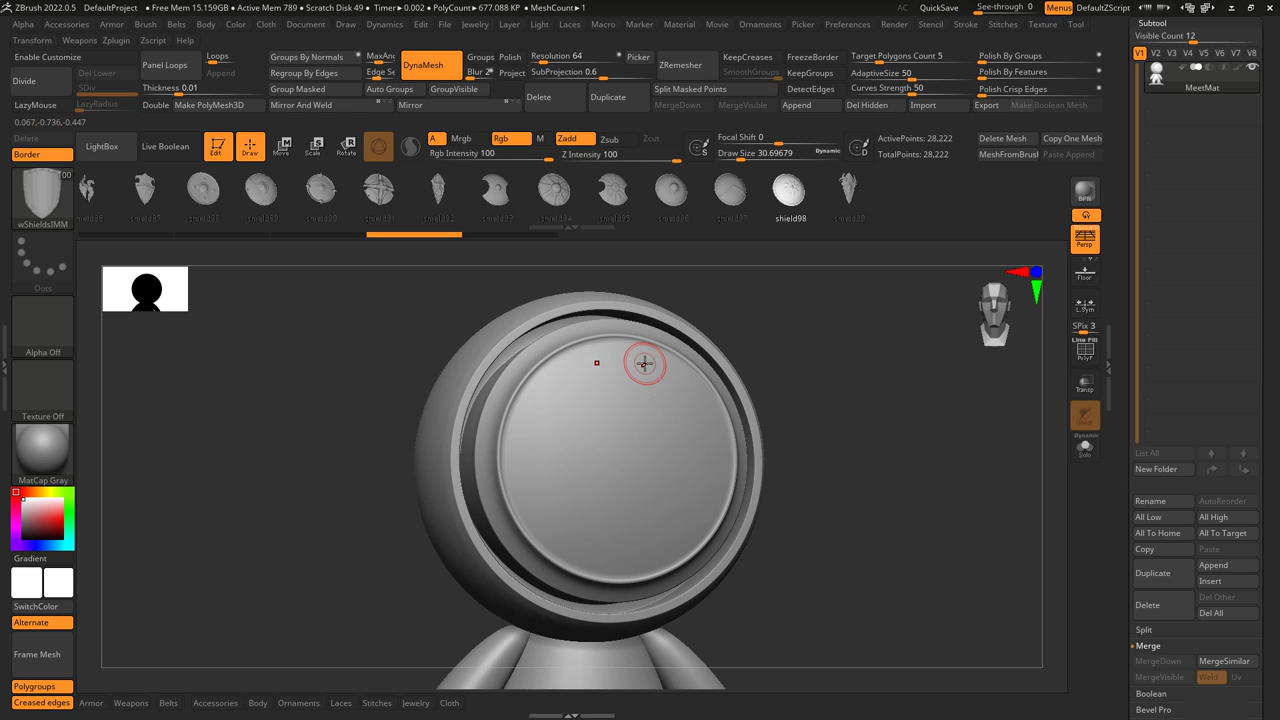 ZBrush 2022.0.5 DefaultProject • Free Mem 15.159GB • Active Mem 789 • Scratch Disk 49 • Timer▸0.002 • PolyCount▸677.088 KP • MeshCount▸1 AC QuickSave See-through 0 Menus DefaultZScript
Alpha Accessories Armor Brush Belts Body Color Cloth Document Draw Dynamics Edit File Jewelry Layer Light Laces Macro Marker Material Movie Ornaments Picker Preferences Render Stencil Stroke Stitches Texture Tool
Transform Weapons Zplugin Zscript Help
Enable Customize
Divide
Del Lower
SDiv
LazyMouse
LazyRadius
Panel Loops
Loops
Append
Thickness 0.01
Double Make PolyMesh3D
Groups By Normals
Regroup By Edges
Group Masked
Mirror And Weld
MaxAng
Edge Se
Auto Groups
Mirror
DynaMesh
GroupVisible
Groups Polish
Blur 2 Project
Resolution 64
SubProjection 0.6
Picker
Delete
Duplicate
ZRemesher
Split Masked Points
MergeDown MergeVisible
KeepCreases
SmoothGroups
FreezeBorder
KeepGroups
DetectEdges
Append Del Hidden
Target Polygons Count 5
AdaptiveSize 50
Curves Strength 50
Import Export
Polish By Groups
Polish By Features
Polish Crisp Edges
Make Boolean Mesh
0.067,-0.736,-0.447
Delete
Border
LightBox
Live Boolean
Edit
Draw
Move
Scale
Rotate
A Mrgb Rgb M Zadd Zsub Zcut
Rgb Intensity 100 Z Intensity 100
S
Focal Shift 0
Draw Size 30.69679 Dynamic
D
ActivePoints: 28.222
TotalPoints: 28.222
Delete Mesh Copy One Mesh
MeshFromBrush Paste Append
100
wShieldsIMM
shield98
Dots
Alpha Off
Texture Off
MatCap Gray
Gradient
SwitchColor
Alternate
Frame Mesh
Polygroups
Creased edges
Armor Weapons Belts Accessories Body Ornaments Laces Stitches Jewelry Cloth
BPR
Persp
Floor
L.Sym
SPix 3
Line Fill
PolyF
Transp
Dynamic
Solo
Subtool
Visible Count 12
V1 V2 V3 V4 V5 V6 V7 V8
MeetMat
List All
New Folder
Rename AutoReorder
All Low All High
All To Home All To Target
Copy Paste
Duplicate
Append
Insert
Delete
Del Other
Del All
Split
Merge
MergeDown MergeSimilar
MergeVisible Weld Uv
Boolean
Bevel Pro